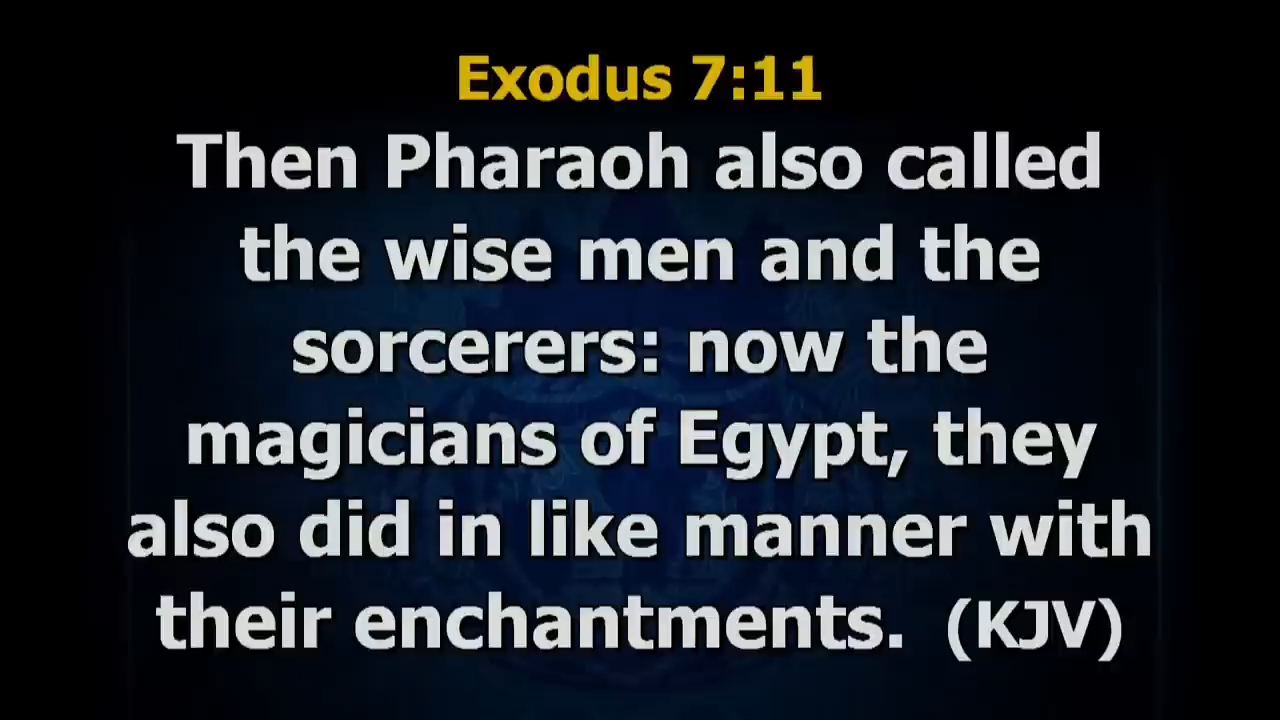 Exodus 7:11
Then Pharaoh also called
the wise men and the
sorcerers: now the
magicians of Egypt, they
also did in like manner with
their enchantments. (KJV)